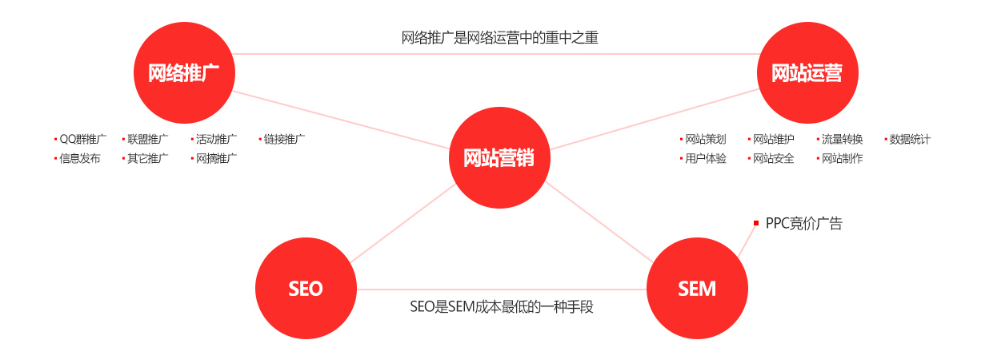 网络推广是网络运营中的重中之重
网络推广
网站运营
QQ群推广 联盟推广 活动推广 链接推广
信息发布 其它推广 网摘推广
网站营销
网站策划 网站维护 流量转换 数据统计
用户体验 网站安全 网站制作
PPC竞价广告
SEO
SEM
SEO是SEM成本最低的一种手段